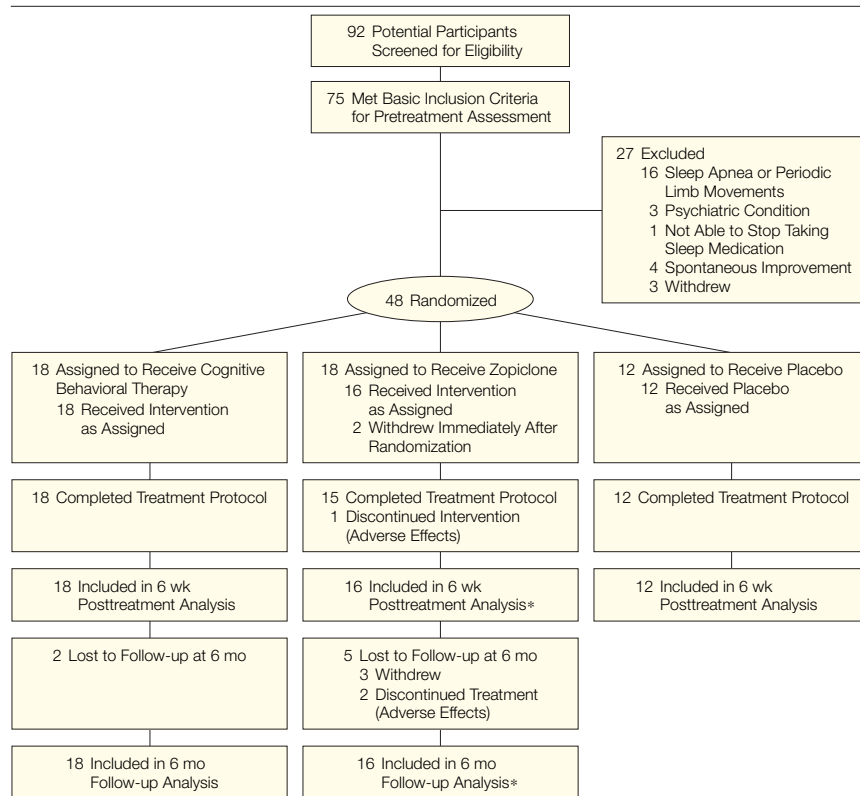 92 Potential Participants
Screened for Eligibility
75 Met Basic Inclusion Criteria
for Pretreatment Assessment
27 Excluded
16 Sleep Apnea or Periodic
Limb Movements
3 Psychiatric Condition
1 Not Able to Stop Taking
Sleep Medication
4 Spontaneous Improvement
3 Withdrew
48 Randomized
18 Assigned to Receive Cognitive
Behavioral Therapy
18 Received Intervention
as Assigned
18 Assigned to Receive Zopiclone
16 Received Intervention
as Assigned
2 Withdrew Immediately After
Randomization
12 Assigned to Receive Placebo
12 Received Placebo
as Assigned
18 Completed Treatment Protocol
15 Completed Treatment Protocol
1 Discontinued Intervention
(Adverse Effects)
12 Completed Treatment Protocol
18 Included in 6 wk
Posttreatment Analysis
16 Included in 6 wk
Posttreatment Analysis*
12 Included in 6 wk
Posttreatment Analysis
2 Lost to Follow-up at 6 mo
5 Lost to Follow-up at 6 mo
3 Withdrew
2 Discontinued Treatment
(Adverse Effects)
18 Included in 6 mo
Follow-up Analysis
16 Included in 6 mo
Follow-up Analysis*